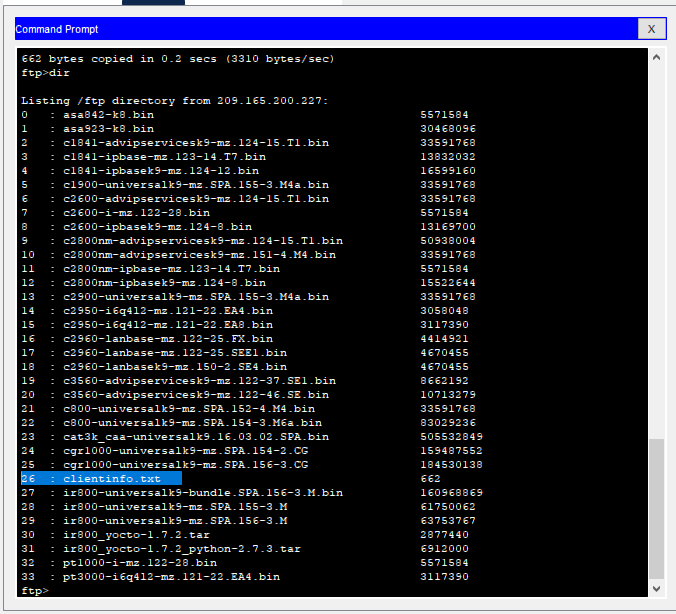 Command Prompt X
662 bytes copied in 0.2 secs (3310 bytes/sec)
ftp>dir
Listing /ftp directory from 209.165.200.227:
0 : asa842-k8.bin 5571584
1 : asa923-k8.bin 30468096
2 : c1841-advipservicesk9-mz.124-15.T1.bin 33591768
3 : c1841-ipbase-mz.123-14.T7.bin 13832032
4 : c1841-ipbasek9-mz.124-12.bin 16599160
5 : c1900-universalk9-mz.SPA.155-3.M4a.bin 33591768
6 : c2600-advipservicesk9-mz.124-15.T1.bin 33591768
7 : c2600-i-mz.122-28.bin 5571584
8 : c2600-ipbasek9-mz.124-8.bin 13169700
9 : c2800nm-advipservicesk9-mz.124-15.T1.bin 50938004
10 : c2800nm-advipservicesk9-mz.151-4.M4.bin 33591768
11 : c2800nm-ipbase-mz.123-14.T7.bin 5571584
12 : c2800nm-ipbasek9-mz.124-8.bin 15522644
13 : c2900-universalk9-mz.SPA.155-3.M4a.bin 33591768
14 : c2950-i6q4l2-mz.121-22.EA4.bin 3058048
15 : c2950-i6q4l2-mz.121-22.EA8.bin 3117390
16 : c2960-lanbase-mz.122-25.FX.bin 4414921
17 : c2960-lanbase-mz.122-25.SEE1.bin 4670455
18 : c2960-lanbasek9-mz.150-2.SE4.bin 4670455
19 : c3560-advipservicesk9-mz.122-37.SE1.bin 8662192
20 : c3560-advipservicesk9-mz.122-46.SE.bin 10713279
21 : c800-universalk9-mz.SPA.152-4.M4.bin 33591768
22 : c800-universalk9-mz.SPA.154-3.M6a.bin 83029236
23 : cat3k_caa-universalk9.16.03.02.SPA.bin 505532849
24 : cgr1000-universalk9-mz.SPA.154-2.CG 159487552
25 : cgr1000-universalk9-mz.SPA.156-3.CG 184530138
26 : clientinfo.txt 662
27 : ir800-universalk9-bundle.SPA.156-3.M.bin 160968869
28 : ir800-universalk9-mz.SPA.155-3.M 61750062
29 : ir800-universalk9-mz.SPA.156-3.M 63753767
30 : ir800_yocto-1.7.2.tar 2877440
31 : ir800_yocto-1.7.2_python-2.7.3.tar 6912000
32 : pt1000-i-mz.122-28.bin 5571584
33 : pt3000-i6q4l2-mz.121-22.EA4.bin 3117390
ftp>